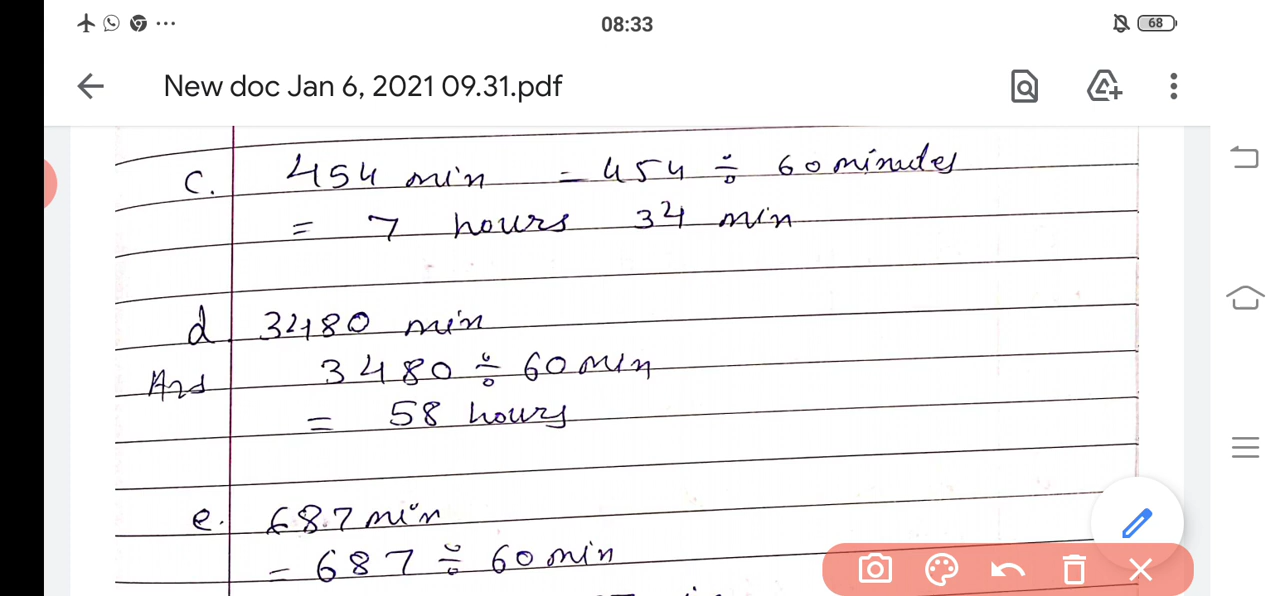 08:33
68
New doc Jan 6, 2021 09.31.pdf
c. 454 min = 454 ÷ 60 minutes
= 7 hours 34 min
d 3480 min
Ans 3480 ÷ 60 min
= 58 hours
e. 687 min
= 687 ÷ 60 min